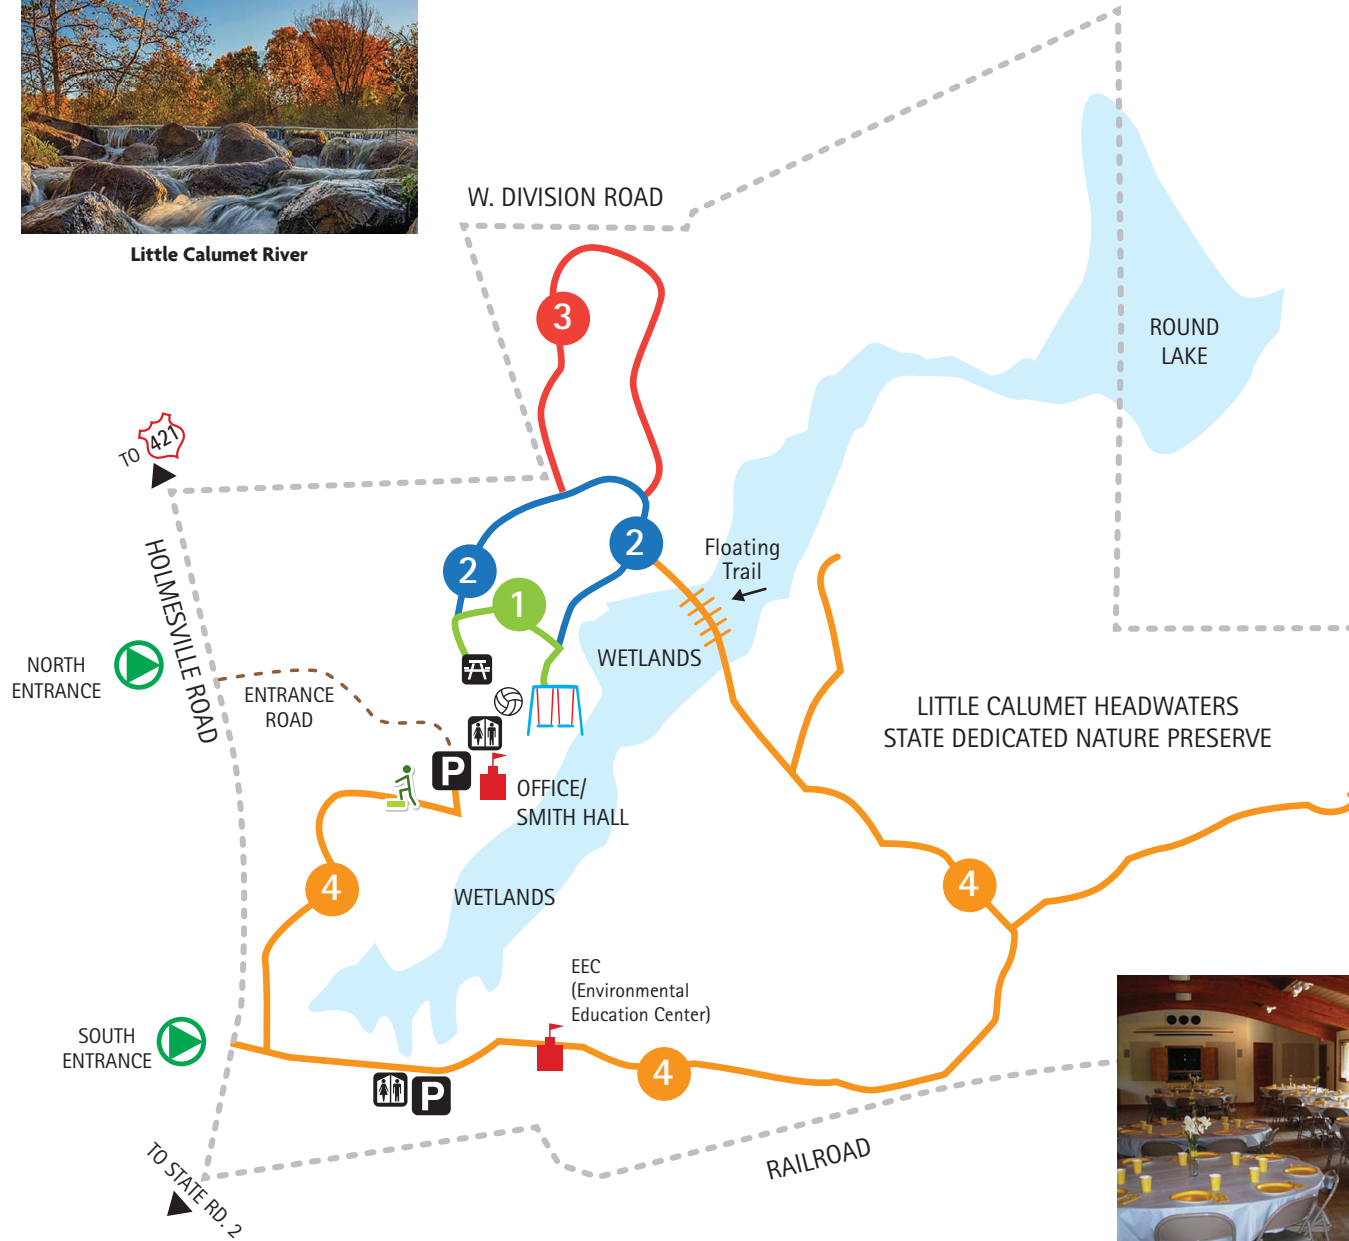 Little Calumet River
W. DIVISION ROAD
ROUND
LAKE
3
TO 421
2
2
1
Floating
Trail
HOLMESVILLE ROAD
NORTH
ENTRANCE
ENTRANCE
ROAD
WETLANDS
LITTLE CALUMET HEADWATERS
STATE DEDICATED NATURE PRESERVE
P
OFFICE/
SMITH HALL
4
4
WETLANDS
EEC
(Environmental
Education Center)
SOUTH
ENTRANCE
4
P
RAILROAD
TO STATE RD. 2